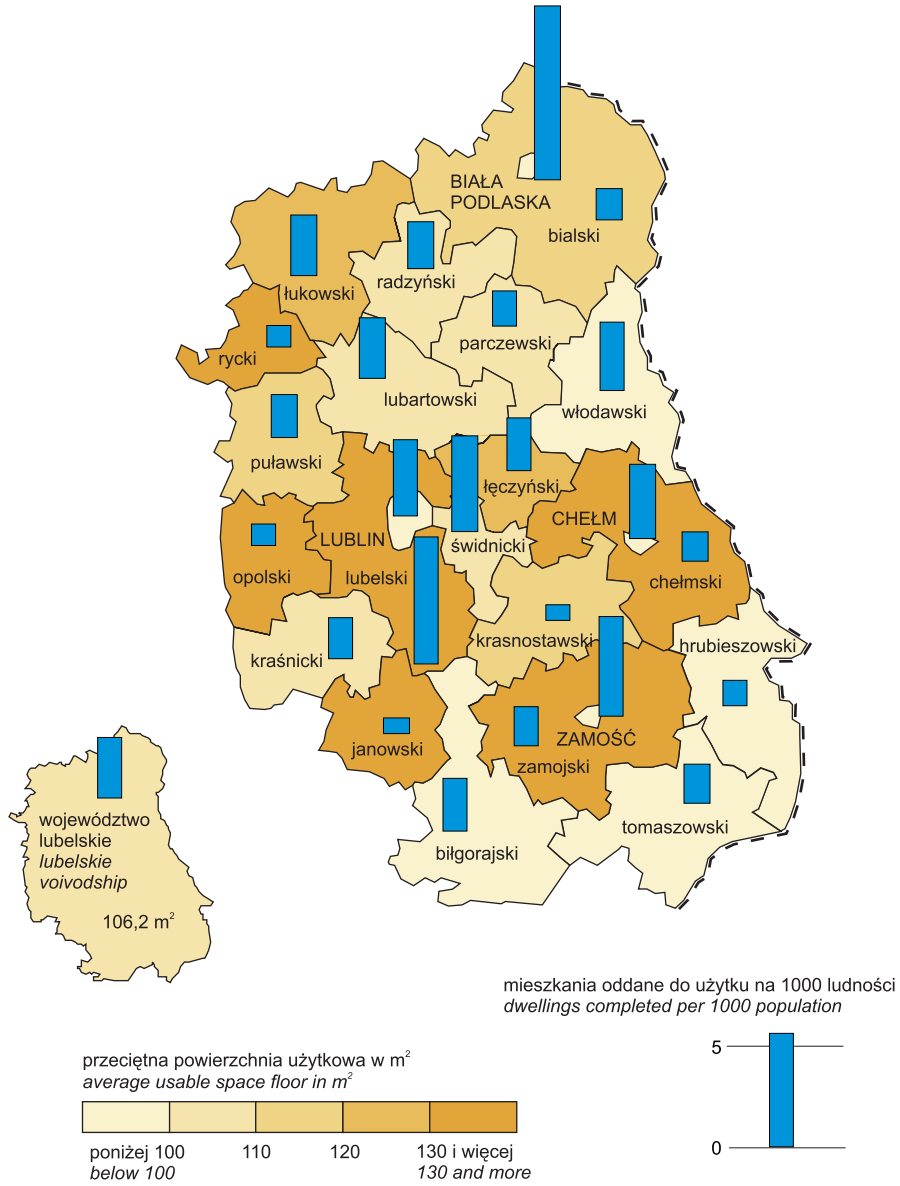 BIAŁA
PODLASKA
bialski
łukowski
radzyński
rycki
parczewski
lubartowski
włodawski
puławski
łęczyński
CHEŁM
LUBLIN
świdnicki
opolski
lubelski
chełmski
krasnostawski
hrubieszowski
kraśnicki
janowski
ZAMOŚĆ
zamojski
tomaszowski
biłgorajski
województwo
lubelskie
lubelskie
voivodship
106,2 m²
mieszkania oddane do użytku na 1000 ludności
dwellings completed per 1000 population
5
0
przeciętna powierzchnia użytkowa w m²
average usable space floor in m²
poniżej 100 110 120 130 i więcej
below 100 130 and more